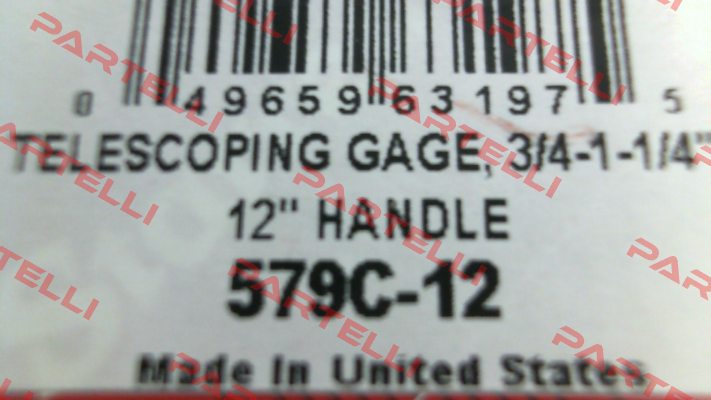 0 49659 63197 5
TELESCOPING GAGE, 3/4-1-1/4"
12" HANDLE
579C-12
Made In United States
PARTELLI
PARTELLI
PARTELLI
PARTELLI
PARTELLI
PARTELLI
PARTELLI
PARTELLI